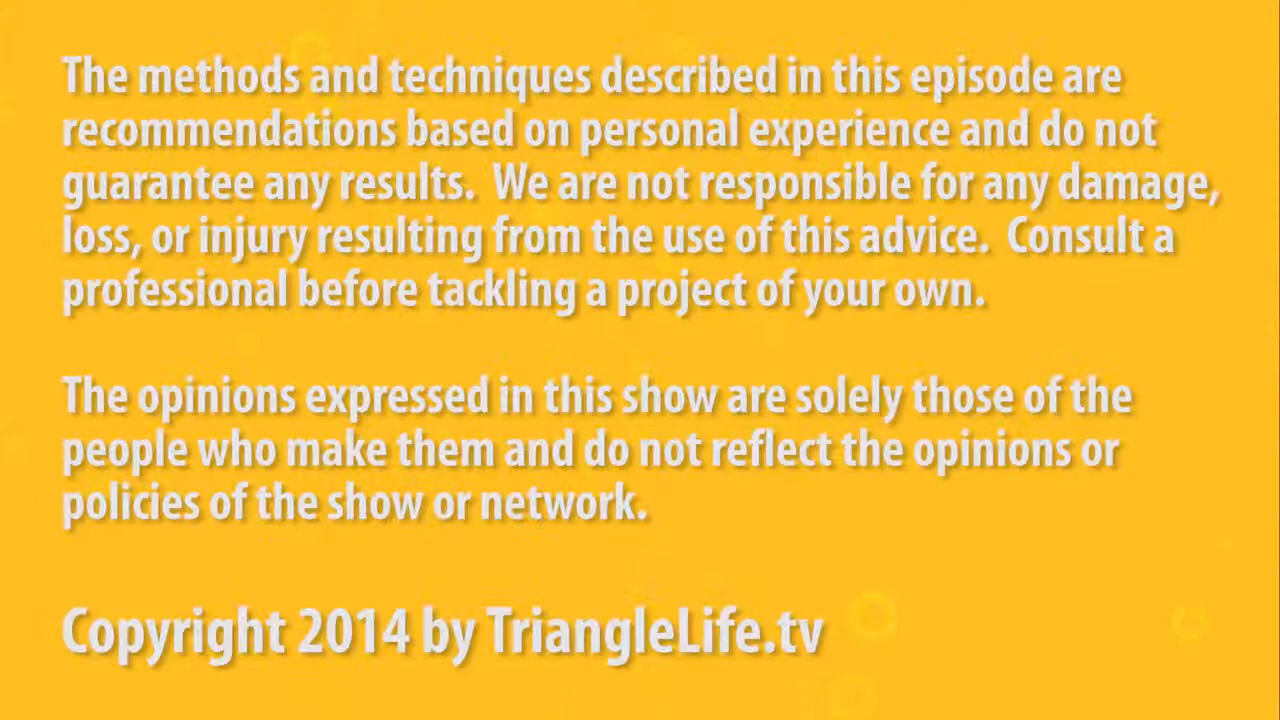 The methods and techniques described in this episode are
recommendations based on personal experience and do not
guarantee any results.  We are not responsible for any damage,
loss, or injury resulting from the use of this advice.  Consult a
professional before tackling a project of your own.
The opinions expressed in this show are solely those of the
people who make them and do not reflect the opinions or
policies of the show or network.
Copyright 2014 by TriangleLife.tv